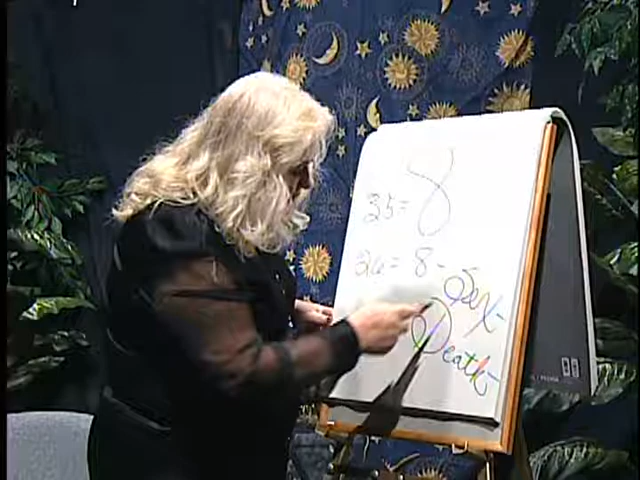 35= 8
26=8-
Sex-
Death-